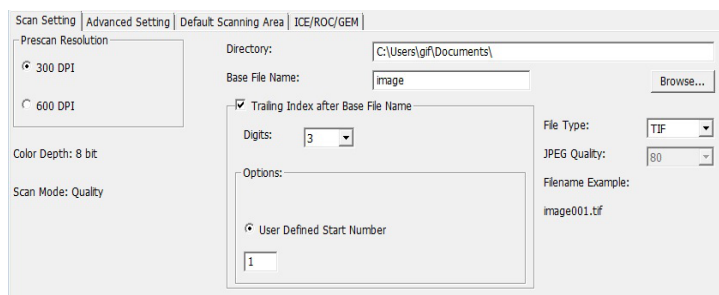 Scan Setting Advanced Setting Default Scanning Area ICE/ROC/GEM
Prescan Resolution
300 DPI
600 DPI
Color Depth: 8 bit
Scan Mode: Quality
Directory: C:\Users\gif\Documents\
Base File Name: image
Browse...
Trailing Index after Base File Name
Digits: 3
Options:
User Defined Start Number
1
File Type: TIF
JPEG Quality: 80
Filename Example:
image001.tif